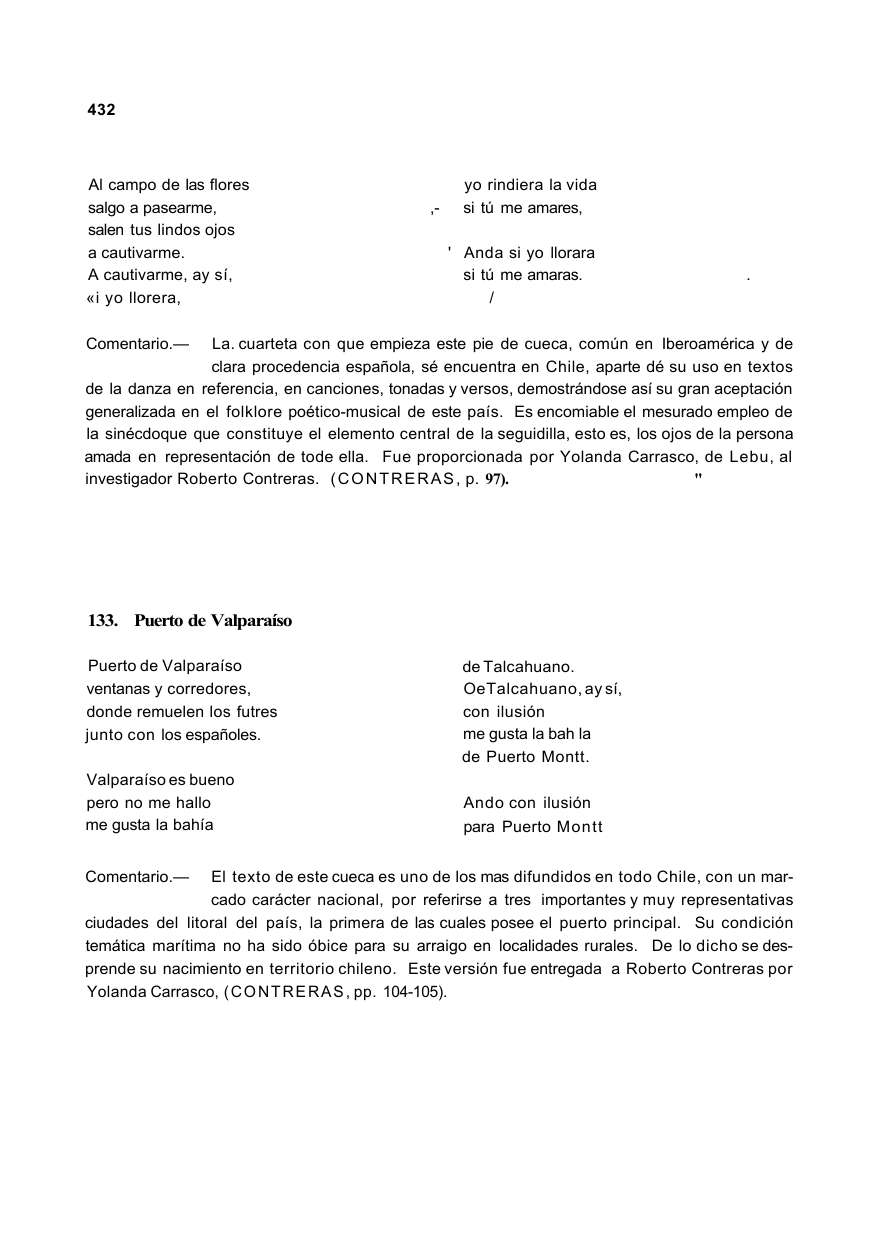 432
Al campo de las flores
salgo a pasearme,
salen tus lindos ojos
a cautivarme.
A cautivarme, ay sí,
«i yo llorera,
yo rindiera la vida
,- si tú me amares,
' Anda si yo llorara
si tú me amaras. .
/
Comentario.— La. cuarteta con que empieza este pie de cueca, común en Iberoamérica y de
clara procedencia española, sé encuentra en Chile, aparte dé su uso en textos
de la danza en referencia, en canciones, tonadas y versos, demostrándose así su gran aceptación
generalizada en el folklore poético-musical de este país. Es encomiable el mesurado empleo de
la sinécdoque que constituye el elemento central de la seguidilla, esto es, los ojos de la persona
amada en representación de tode ella. Fue proporcionada por Yolanda Carrasco, de Lebu, al
investigador Roberto Contreras. (CONTRERAS, p. 97). "
133. Puerto de Valparaíso
Puerto de Valparaíso
ventanas y corredores,
donde remuelen los futres
junto con los españoles.
Valparaíso es bueno
pero no me hallo
me gusta la bahía
de Talcahuano.
OeTalcahuano, ay sí,
con ilusión
me gusta la bah la
de Puerto Montt.
Ando con ilusión
para Puerto Montt
Comentario.— El texto de este cueca es uno de los mas difundidos en todo Chile, con un mar-
cado carácter nacional, por referirse a tres importantes y muy representativas
ciudades del litoral del país, la primera de las cuales posee el puerto principal. Su condición
temática marítima no ha sido óbice para su arraigo en localidades rurales. De lo dicho se des-
prende su nacimiento en territorio chileno. Este versión fue entregada a Roberto Contreras por
Yolanda Carrasco, (CONTRERAS, pp. 104-105).